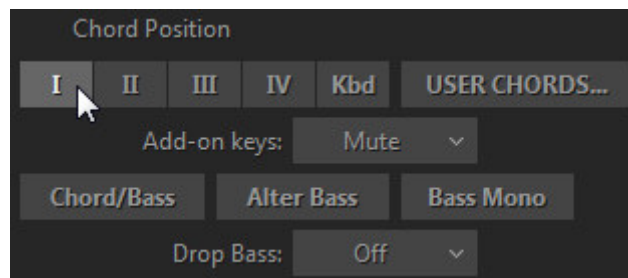 Chord Position
I II III IV Kbd USER CHORDS...
Add-on keys: Mute
Chord/Bass Alter Bass Bass Mono
Drop Bass: Off